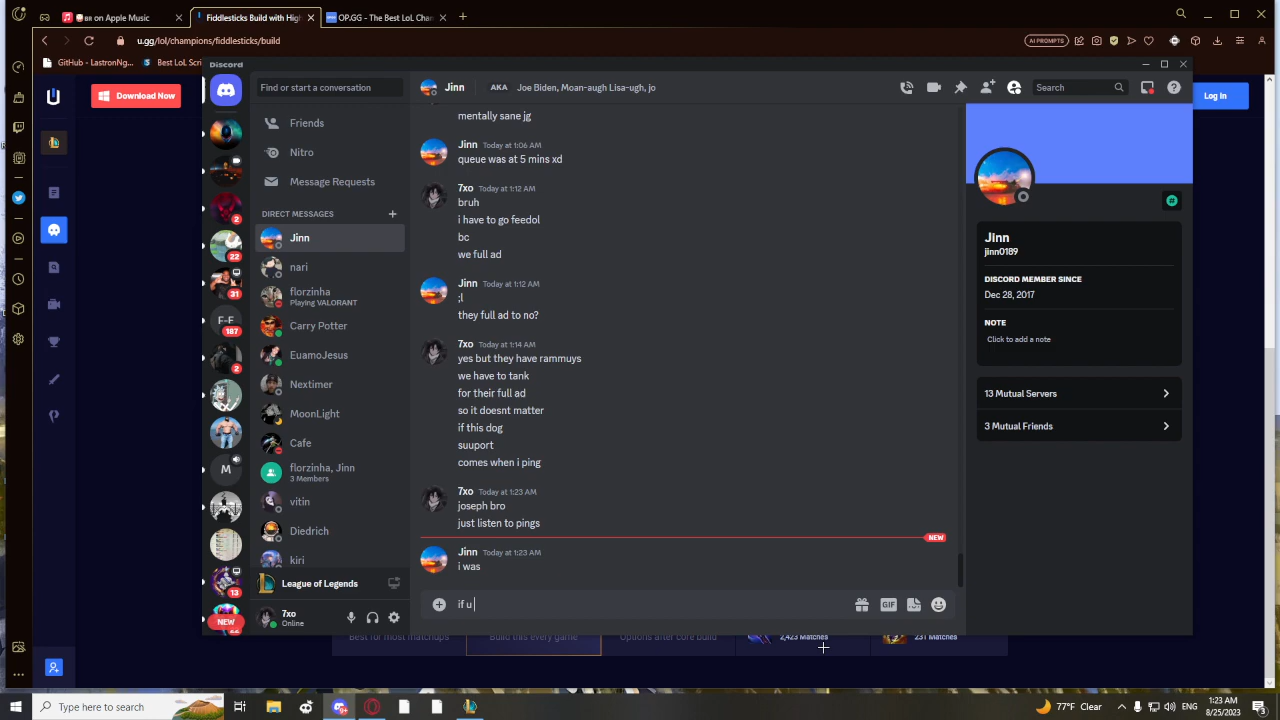 BR on Apple Music
Fiddlesticks Build with High
OP.GG - The Best LoL Cha
u.gg/lol/champions/fiddlesticks/build
AI PROMPTS
GitHub - LastronNg...
Best LoL Scri
Discord
Download Now
Log In
Find or start a conversation
Friends
Nitro
Message Requests
DIRECT MESSAGES
Jinn
nari
florzinha
Playing VALORANT
Carry Potter
EuamoJesus
Nextimer
MoonLight
Cafe
florzinha, Jinn
3 Members
vitin
Diedrich
kiri
League of Legends
7xo
Online
2
22
31
F-F
187
2
M
13
NEW
22
Jinn
AKA
Joe Biden, Moan-augh Lisa-ugh, jo
Search
mentally sane jg
Jinn Today at 1:06 AM
queue was at 5 mins xd
7xo Today at 1:12 AM
bruh
i have to go feedol
bc
we full ad
Jinn Today at 1:12 AM
;l
they full ad to no?
7xo Today at 1:14 AM
yes but they have rammuys
we have to tank
for their full ad
so it doesnt matter
if this dog
suuport
comes when i ping
7xo Today at 1:23 AM
joseph bro
just listen to pings
NEW
Jinn Today at 1:23 AM
i was
if u
GIF
Jinn
jinn0189
DISCORD MEMBER SINCE
Dec 28, 2017
NOTE
Click to add a note
13 Mutual Servers
3 Mutual Friends
Best for most matchups
Build this every game
Options after core build
2,423 Matches
231 Matches
Type here to search
77°F Clear
1:23 AM
8/25/2023